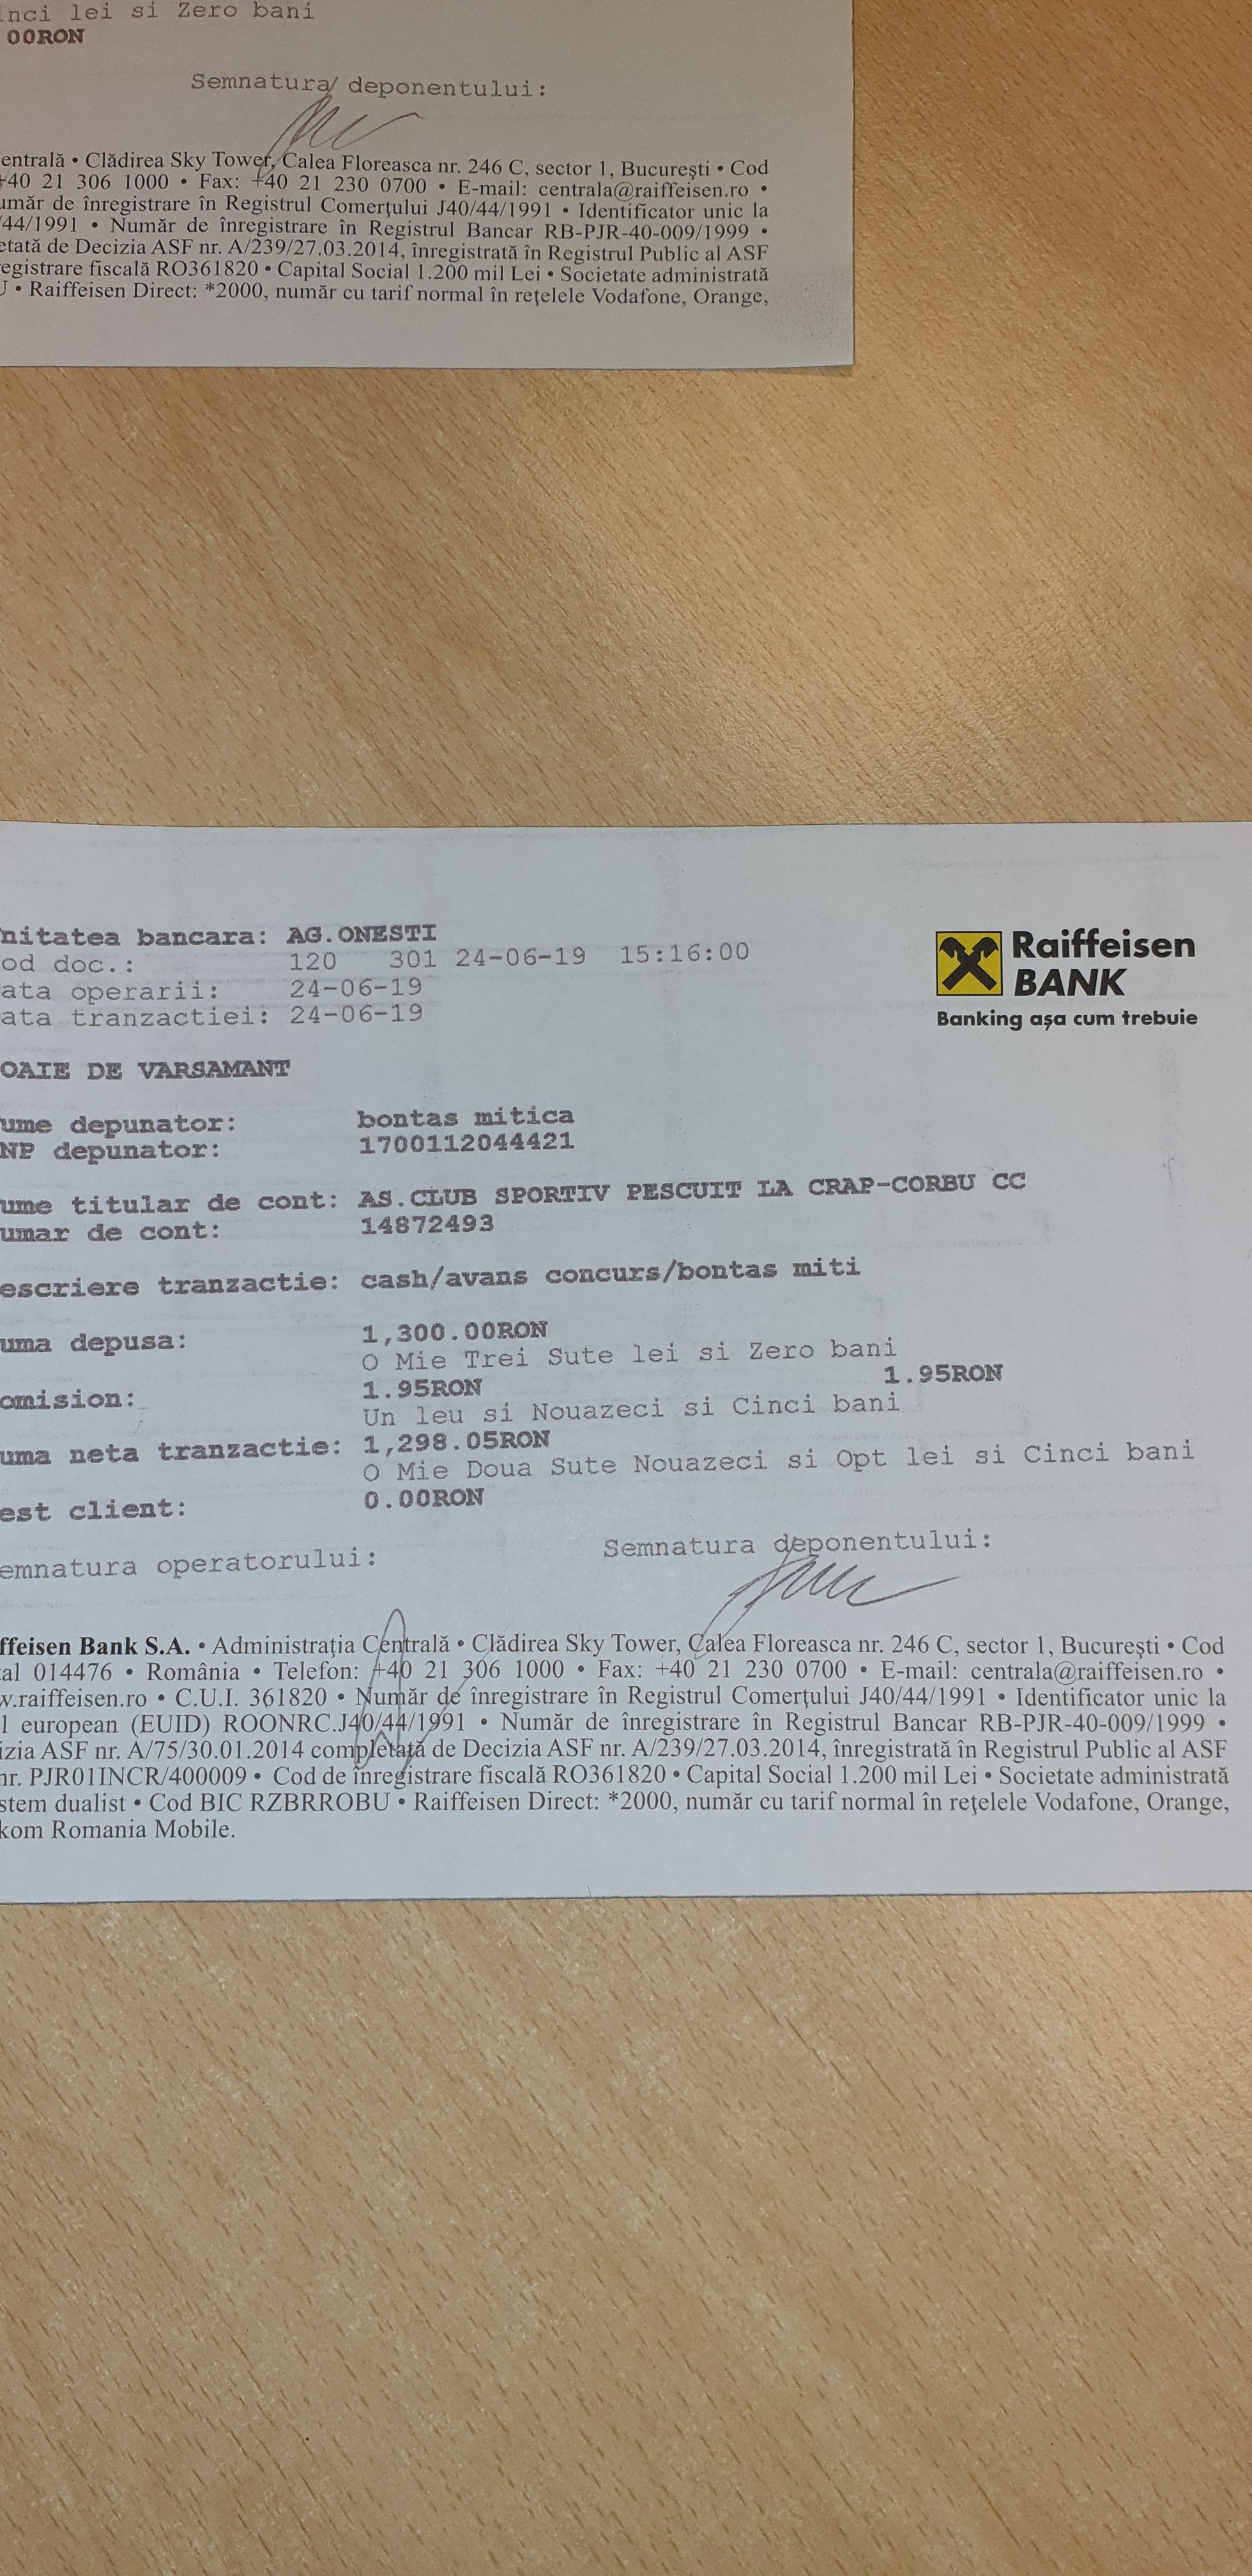 inci lei si Zero bani
00RON
Semnatura deponentului:
entrală • Clădirea Sky Tower, Calea Floreasca nr. 246 C, sector 1, București • Cod
+40 21 306 1000 • Fax: +40 21 230 0700 • E-mail: centrala@raiffeisen.ro •
umăr de înregistrare în Registrul Comerțului J40/44/1991 • Identificator unic la
/44/1991 • Număr de înregistrare în Registrul Bancar RB-PJR-40-009/1999 •
etată de Decizia ASF nr. A/239/27.03.2014, înregistrată în Registrul Public al ASF
registrare fiscală RO361820 • Capital Social 1.200 mil Lei • Societate administrată
U • Raiffeisen Direct: *2000, număr cu tarif normal în rețelele Vodafone, Orange,
nitatea bancara: AG.ONESTI
od doc.: 120 301 24-06-19 15:16:00
ata operarii: 24-06-19
ata tranzactiei: 24-06-19
Raiffeisen
BANK
Banking așa cum trebuie
OAIE DE VARSAMANT
ume depunator: bontas mitica
NP depunator: 1700112044421
ume titular de cont: AS.CLUB SPORTIV PESCUIT LA CRAP-CORBU CC
umar de cont: 14872493
escriere tranzactie: cash/avans concurs/bontas miti
uma depusa: 1,300.00RON
O Mie Trei Sute lei si Zero bani
omision: 1.95RON 1.95RON
Un leu si Nouazeci si Cinci bani
uma neta tranzactie: 1,298.05RON
O Mie Doua Sute Nouazeci si Opt lei si Cinci bani
est client: 0.00RON
emnatura operatorului: Semnatura deponentului:
ffeisen Bank S.A. • Administrația Centrală • Clădirea Sky Tower, Calea Floreasca nr. 246 C, sector 1, București • Cod
al 014476 • România • Telefon: +40 21 306 1000 • Fax: +40 21 230 0700 • E-mail: centrala@raiffeisen.ro •
w.raiffeisen.ro • C.U.I. 361820 • Număr de înregistrare în Registrul Comerțului J40/44/1991 • Identificator unic la
l european (EUID) ROONRC.J40/44/1991 • Număr de înregistrare în Registrul Bancar RB-PJR-40-009/1999 •
izia ASF nr. A/75/30.01.2014 completată de Decizia ASF nr. A/239/27.03.2014, înregistrată în Registrul Public al ASF
nr. PJR01INCR/400009 • Cod de înregistrare fiscală RO361820 • Capital Social 1.200 mil Lei • Societate administrată
stem dualist • Cod BIC RZBRROBU • Raiffeisen Direct: *2000, număr cu tarif normal în rețelele Vodafone, Orange,
kom Romania Mobile.